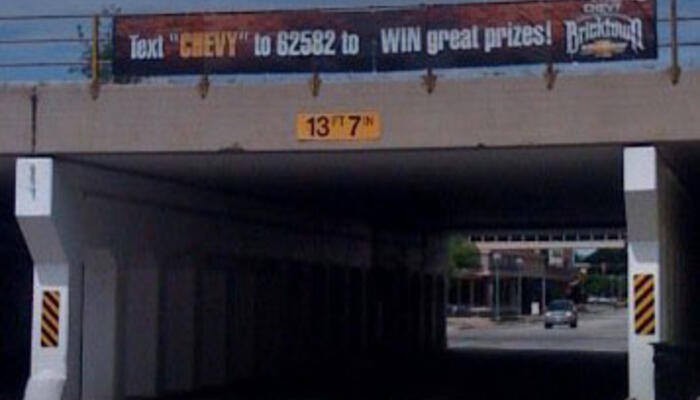 Text "CHEVY" to 62582 to WIN great prizes!
CHEVY
Bricktown
13 FT 7 IN